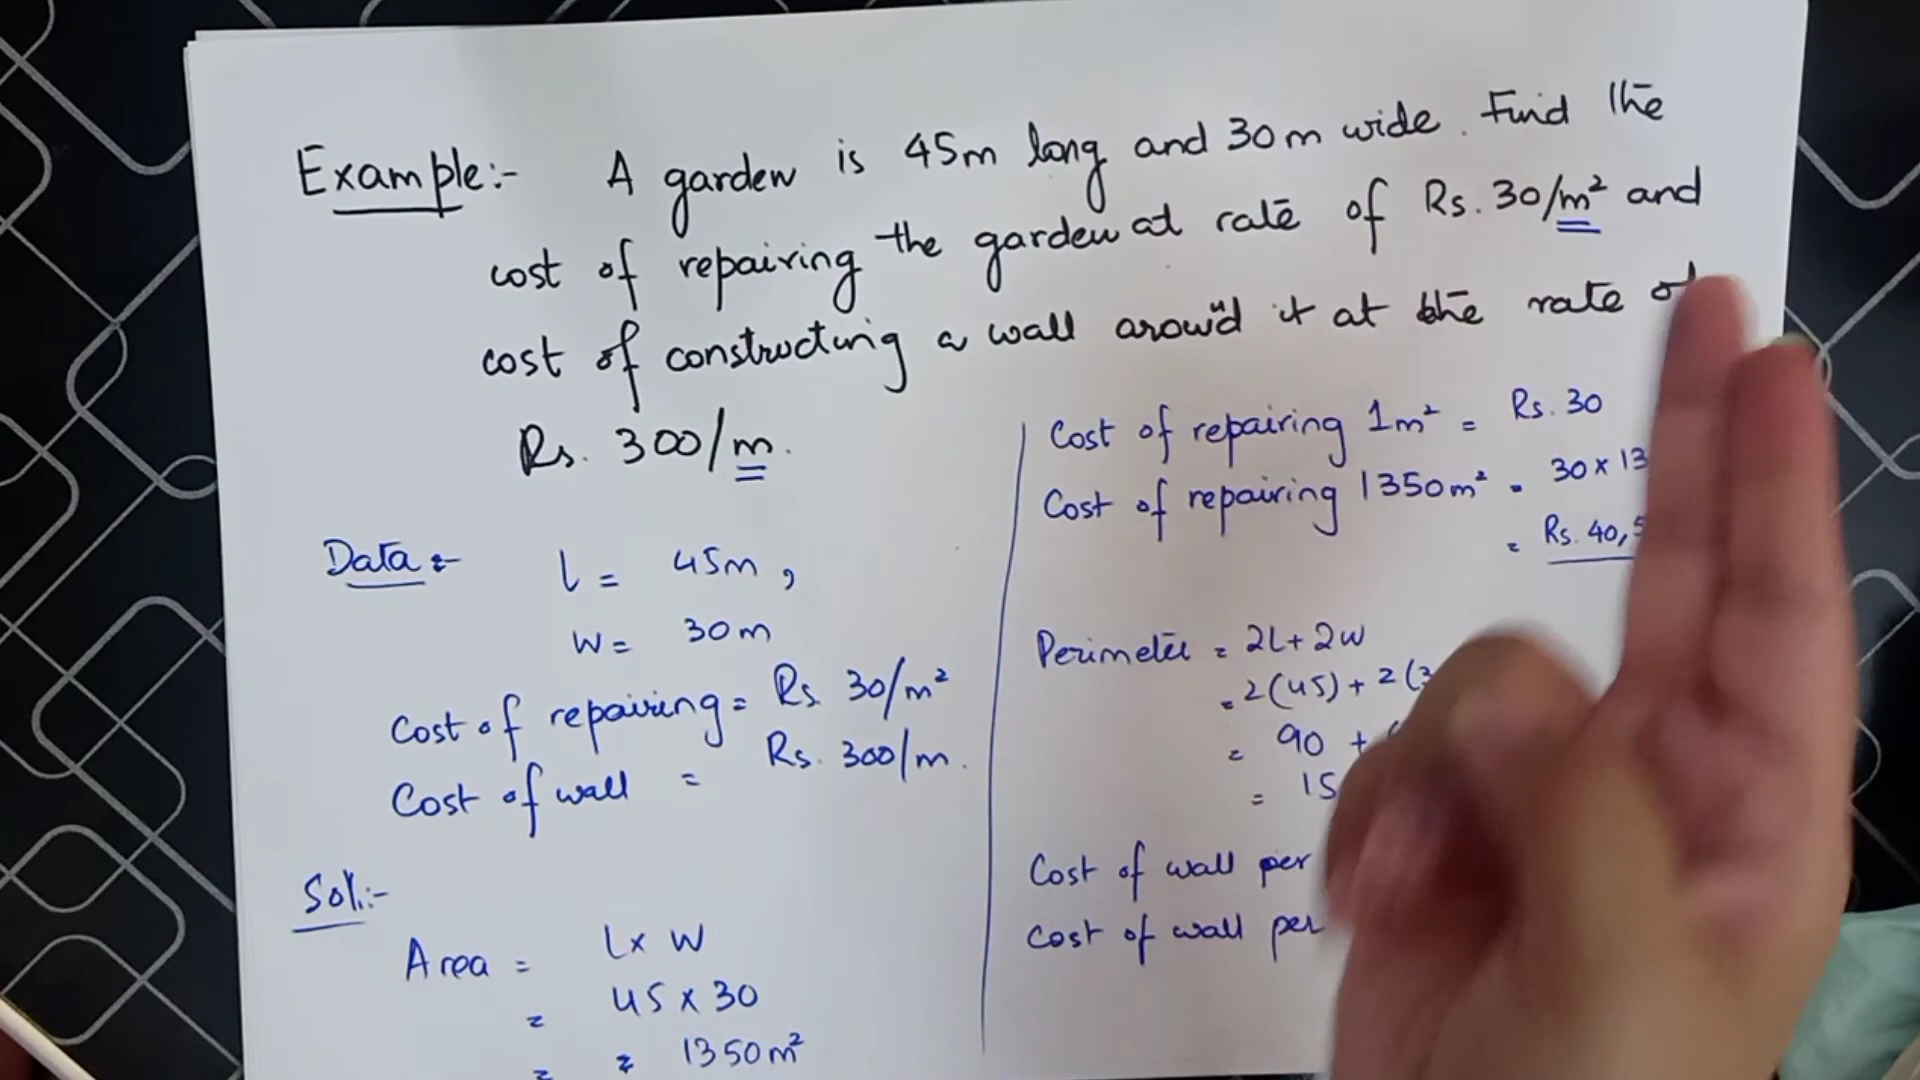 Example:- A garden is 45m long and 30m wide. Find the
cost of repairing the garden at rate of Rs. 30/m² and
cost of constructing a wall around it at the rate of
Rs. 300/m.
Data:- l = 45m,
w = 30m
Cost of repairing = Rs. 30/m²
Cost of wall = Rs. 300/m.
Sol:-
Area = l x w
= 45 x 30
= = 1350m²
Cost of repairing 1m² = Rs. 30
Cost of repairing 1350m² = 30 x 13
= Rs. 40,5
Perimeter = 2l + 2w
= 2(45) + 2(3
= 90 +
= 15
Cost of wall per
Cost of wall per